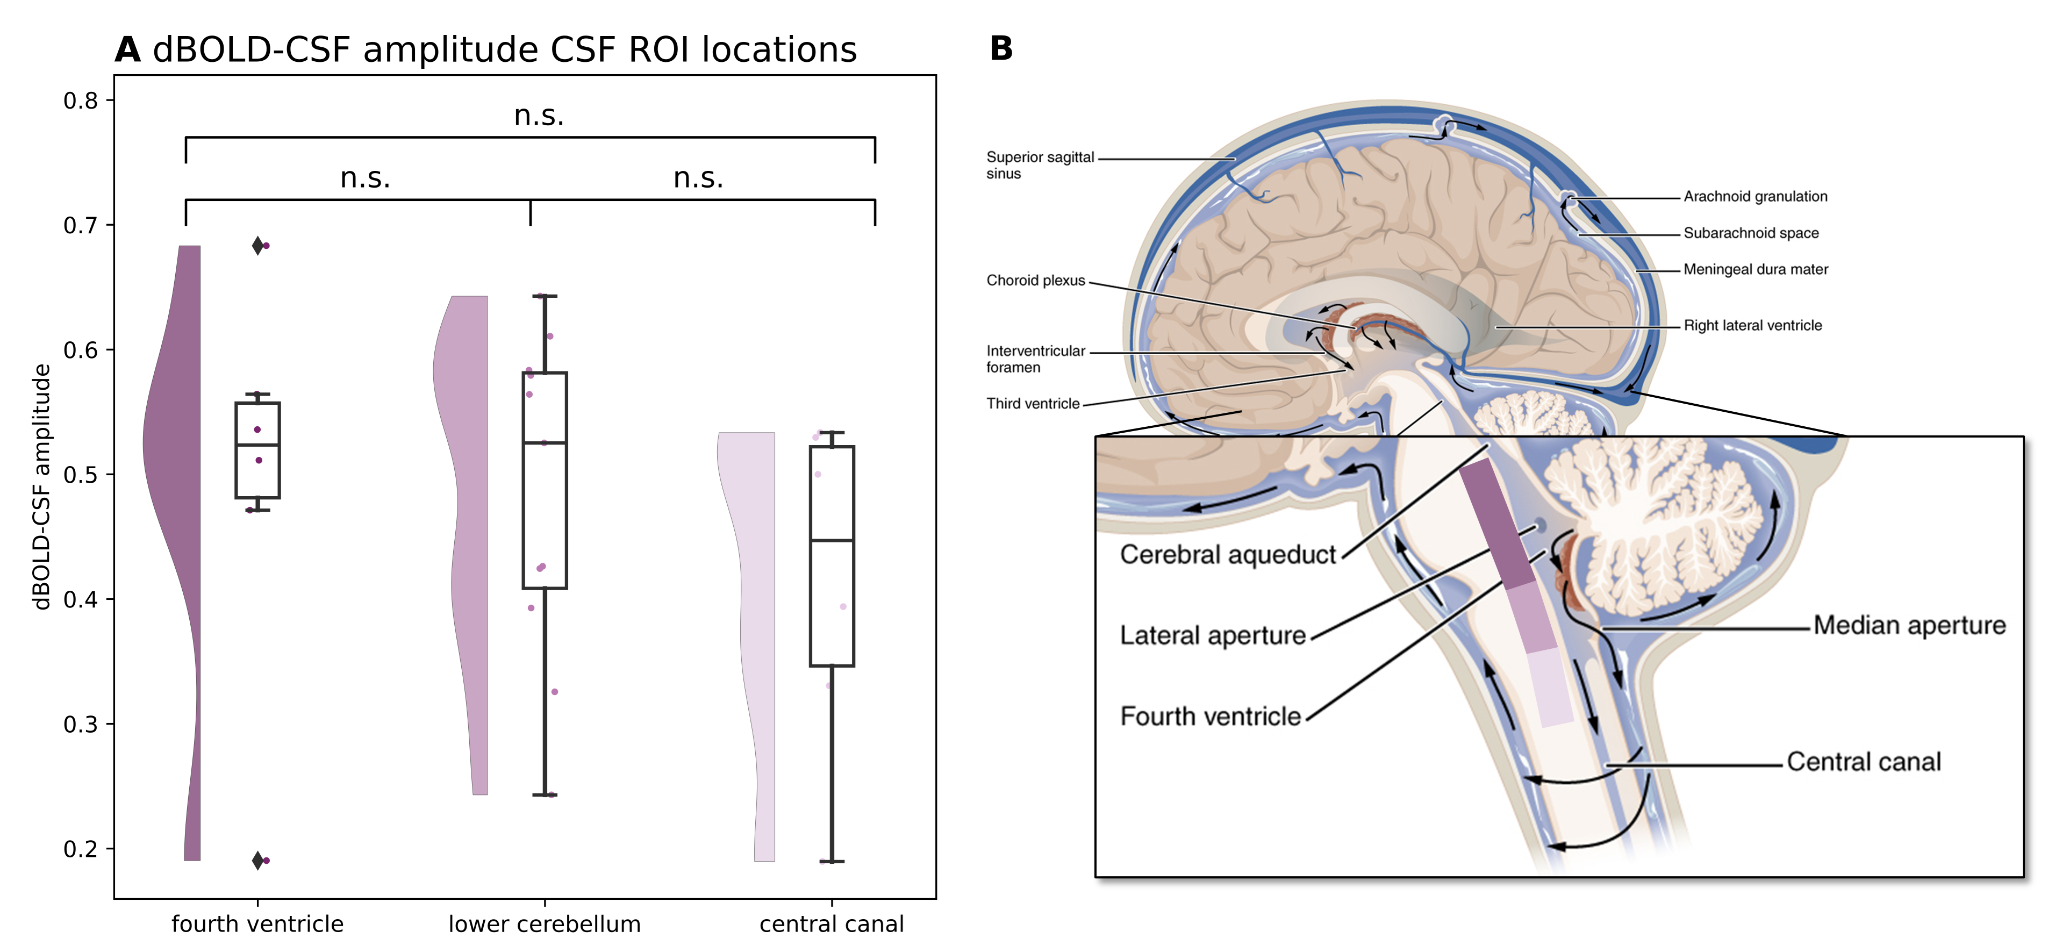 A dBOLD-CSF amplitude CSF ROI locations
dBOLD-CSF amplitude
0.8
0.7
0.6
0.5
0.4
0.3
0.2
n.s.
n.s.
n.s.
fourth ventricle
lower cerebellum
central canal
B
Superior sagittal
sinus
Choroid plexus
Interventricular
foramen
Third ventricle
Arachnoid granulation
Subarachnoid space
Meningeal dura mater
Right lateral ventricle
Cerebral aqueduct
Lateral aperture
Fourth ventricle
Median aperture
Central canal